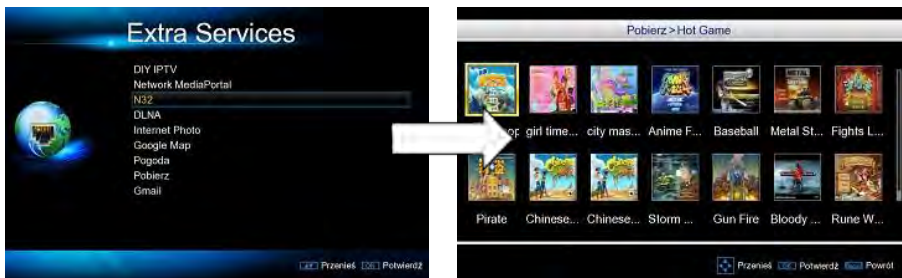 Extra Services
DIY IPTV
Network MediaPortal
N32
DLNA
Internet Photo
Google Map
Pogoda
Pobierz
Gmail
Przenieś Potwierdź
Pobierz > Hot Game
girl time... city mas... Anime F... Baseball Metal St... Fights L...
Pirate Chinese... Chinese... Storm ... Gun Fire Bloody ... Rune W...
Przenieś Potwierdź Powrót